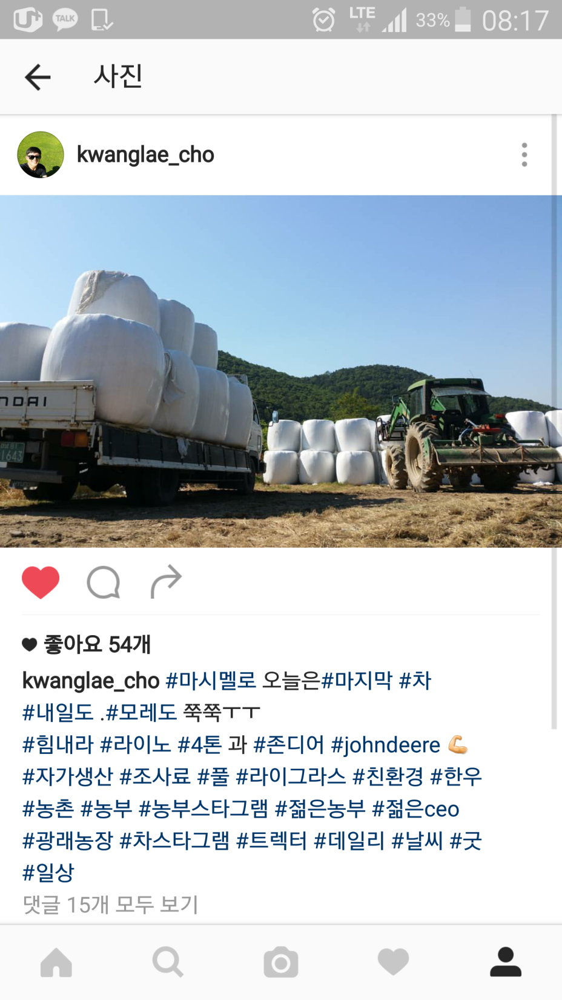 U+ TALK LTE 33% 08:17
사진
kwanglae_cho
NDAI
1643
좋아요 54개
kwanglae_cho #마시멜로 오늘은#마지막 #차
#내일도 .#모레도 쭉쭉ㅜㅜ
#힘내라 #라이노 #4톤 과 #존디어 #johndeere 💪
#자가생산 #조사료 #풀 #라이그라스 #친환경 #한우
#농촌 #농부 #농부스타그램 #젊은농부 #젊은ceo
#광래농장 #차스타그램 #트렉터 #데일리 #날씨 #굿
#일상
댓글 15개 모두 보기